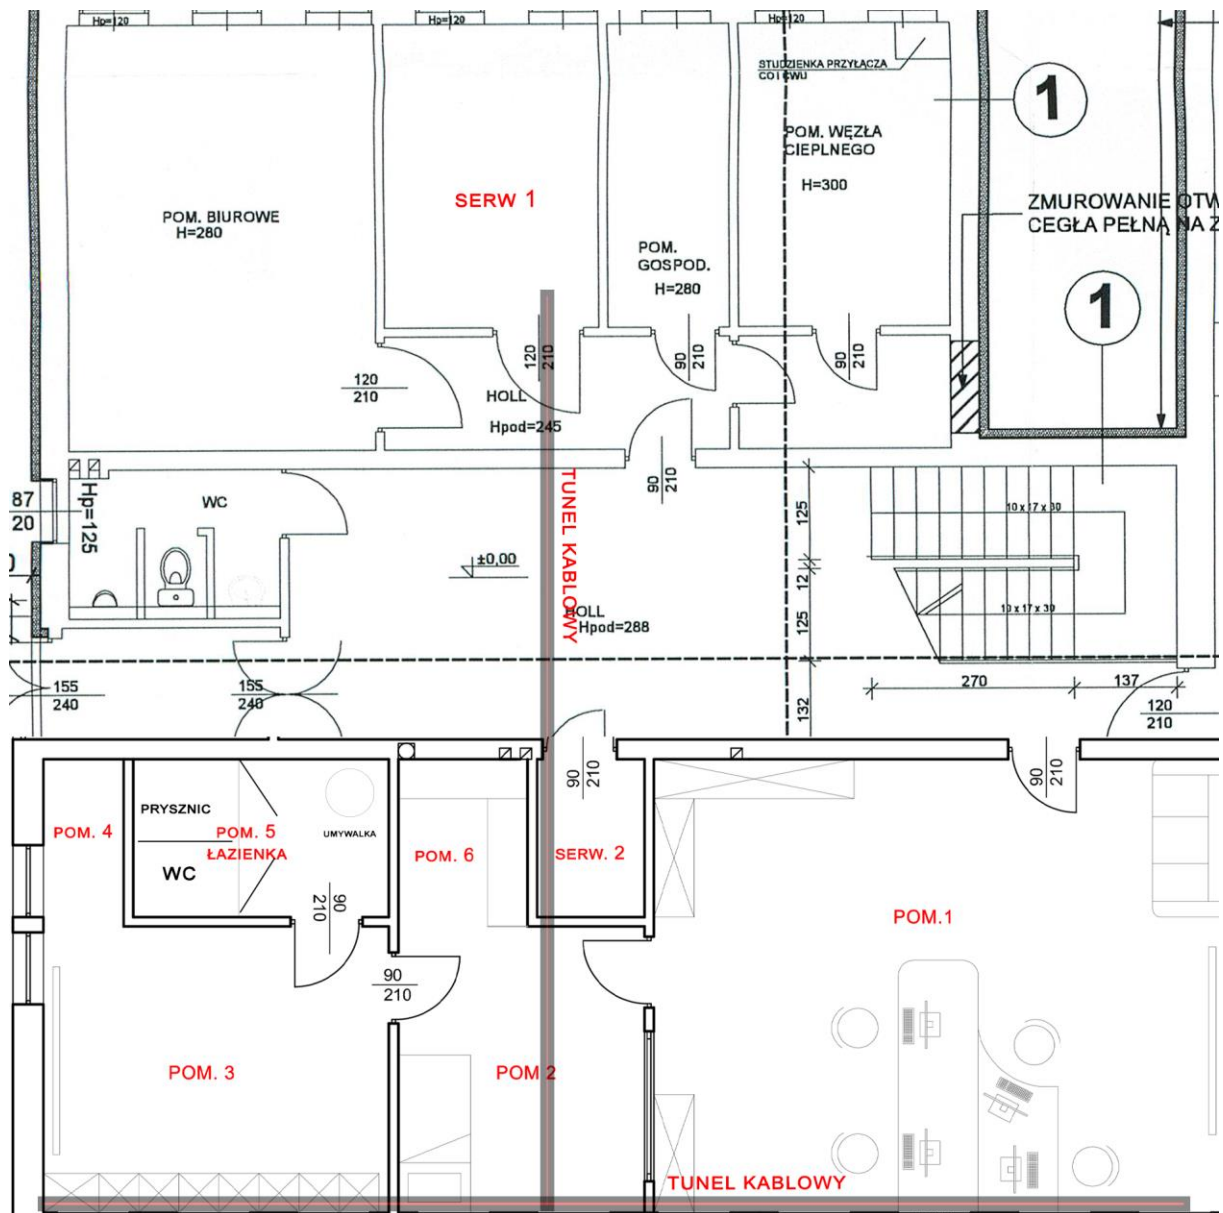 Hp=120
Hp=120
Hp=120
STUDZIENKA PRZYŁĄCZA
CO I CWU
1
POM. WĘZŁA
CIEPLNEGO
H=300
SERW 1
ZMUROWANIE OTW
CEGŁA PEŁNĄ NA Z
POM. BIUROWE
H=280
POM.
GOSPOD.
H=280
1
120
210
90
210
90
210
120
210
HOLL
Hpod=245
90
210
TUNEL KABLOWY
87
20
Hp=125
WC
125
10 x 17 x 30
±0,00
12
HOLL
Hpod=288
125
10 x 17 x 30
155
240
155
240
270
137
132
120
210
90
210
90
210
PRYSZNIC
POM. 4
POM. 5
ŁAZIENKA
UMYWALKA
WC
POM. 6
SERW. 2
90
210
POM.1
90
210
POM. 3
POM 2
TUNEL KABLOWY